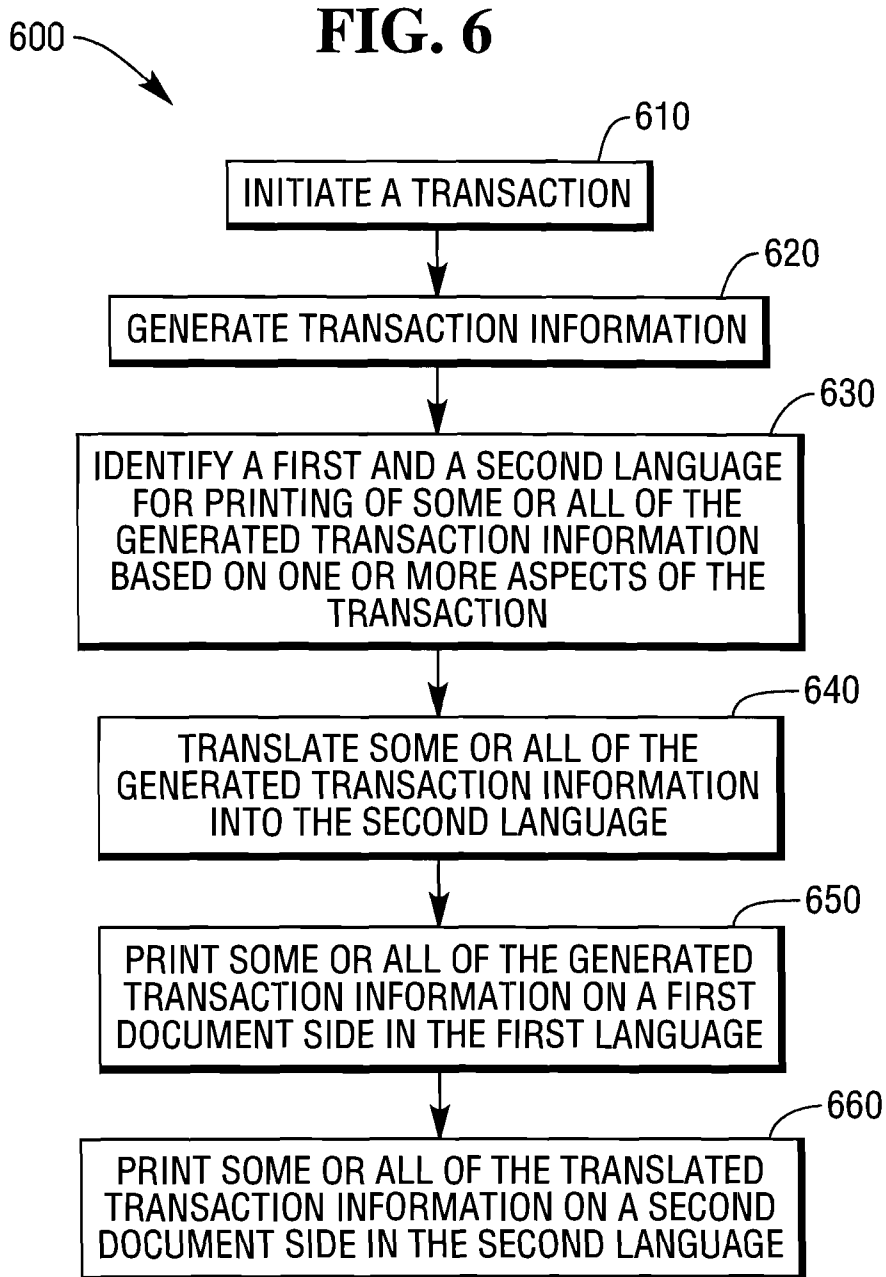 FIG. 6
600
610
INITIATE A TRANSACTION
620
GENERATE TRANSACTION INFORMATION
630
IDENTIFY A FIRST AND A SECOND LANGUAGE
FOR PRINTING OF SOME OR ALL OF THE
GENERATED TRANSACTION INFORMATION
BASED ON ONE OR MORE ASPECTS OF THE
TRANSACTION
640
TRANSLATE SOME OR ALL OF THE
GENERATED TRANSACTION INFORMATION
INTO THE SECOND LANGUAGE
650
PRINT SOME OR ALL OF THE GENERATED
TRANSACTION INFORMATION ON A FIRST
DOCUMENT SIDE IN THE FIRST LANGUAGE
660
PRINT SOME OR ALL OF THE TRANSLATED
TRANSACTION INFORMATION ON A SECOND
DOCUMENT SIDE IN THE SECOND LANGUAGE